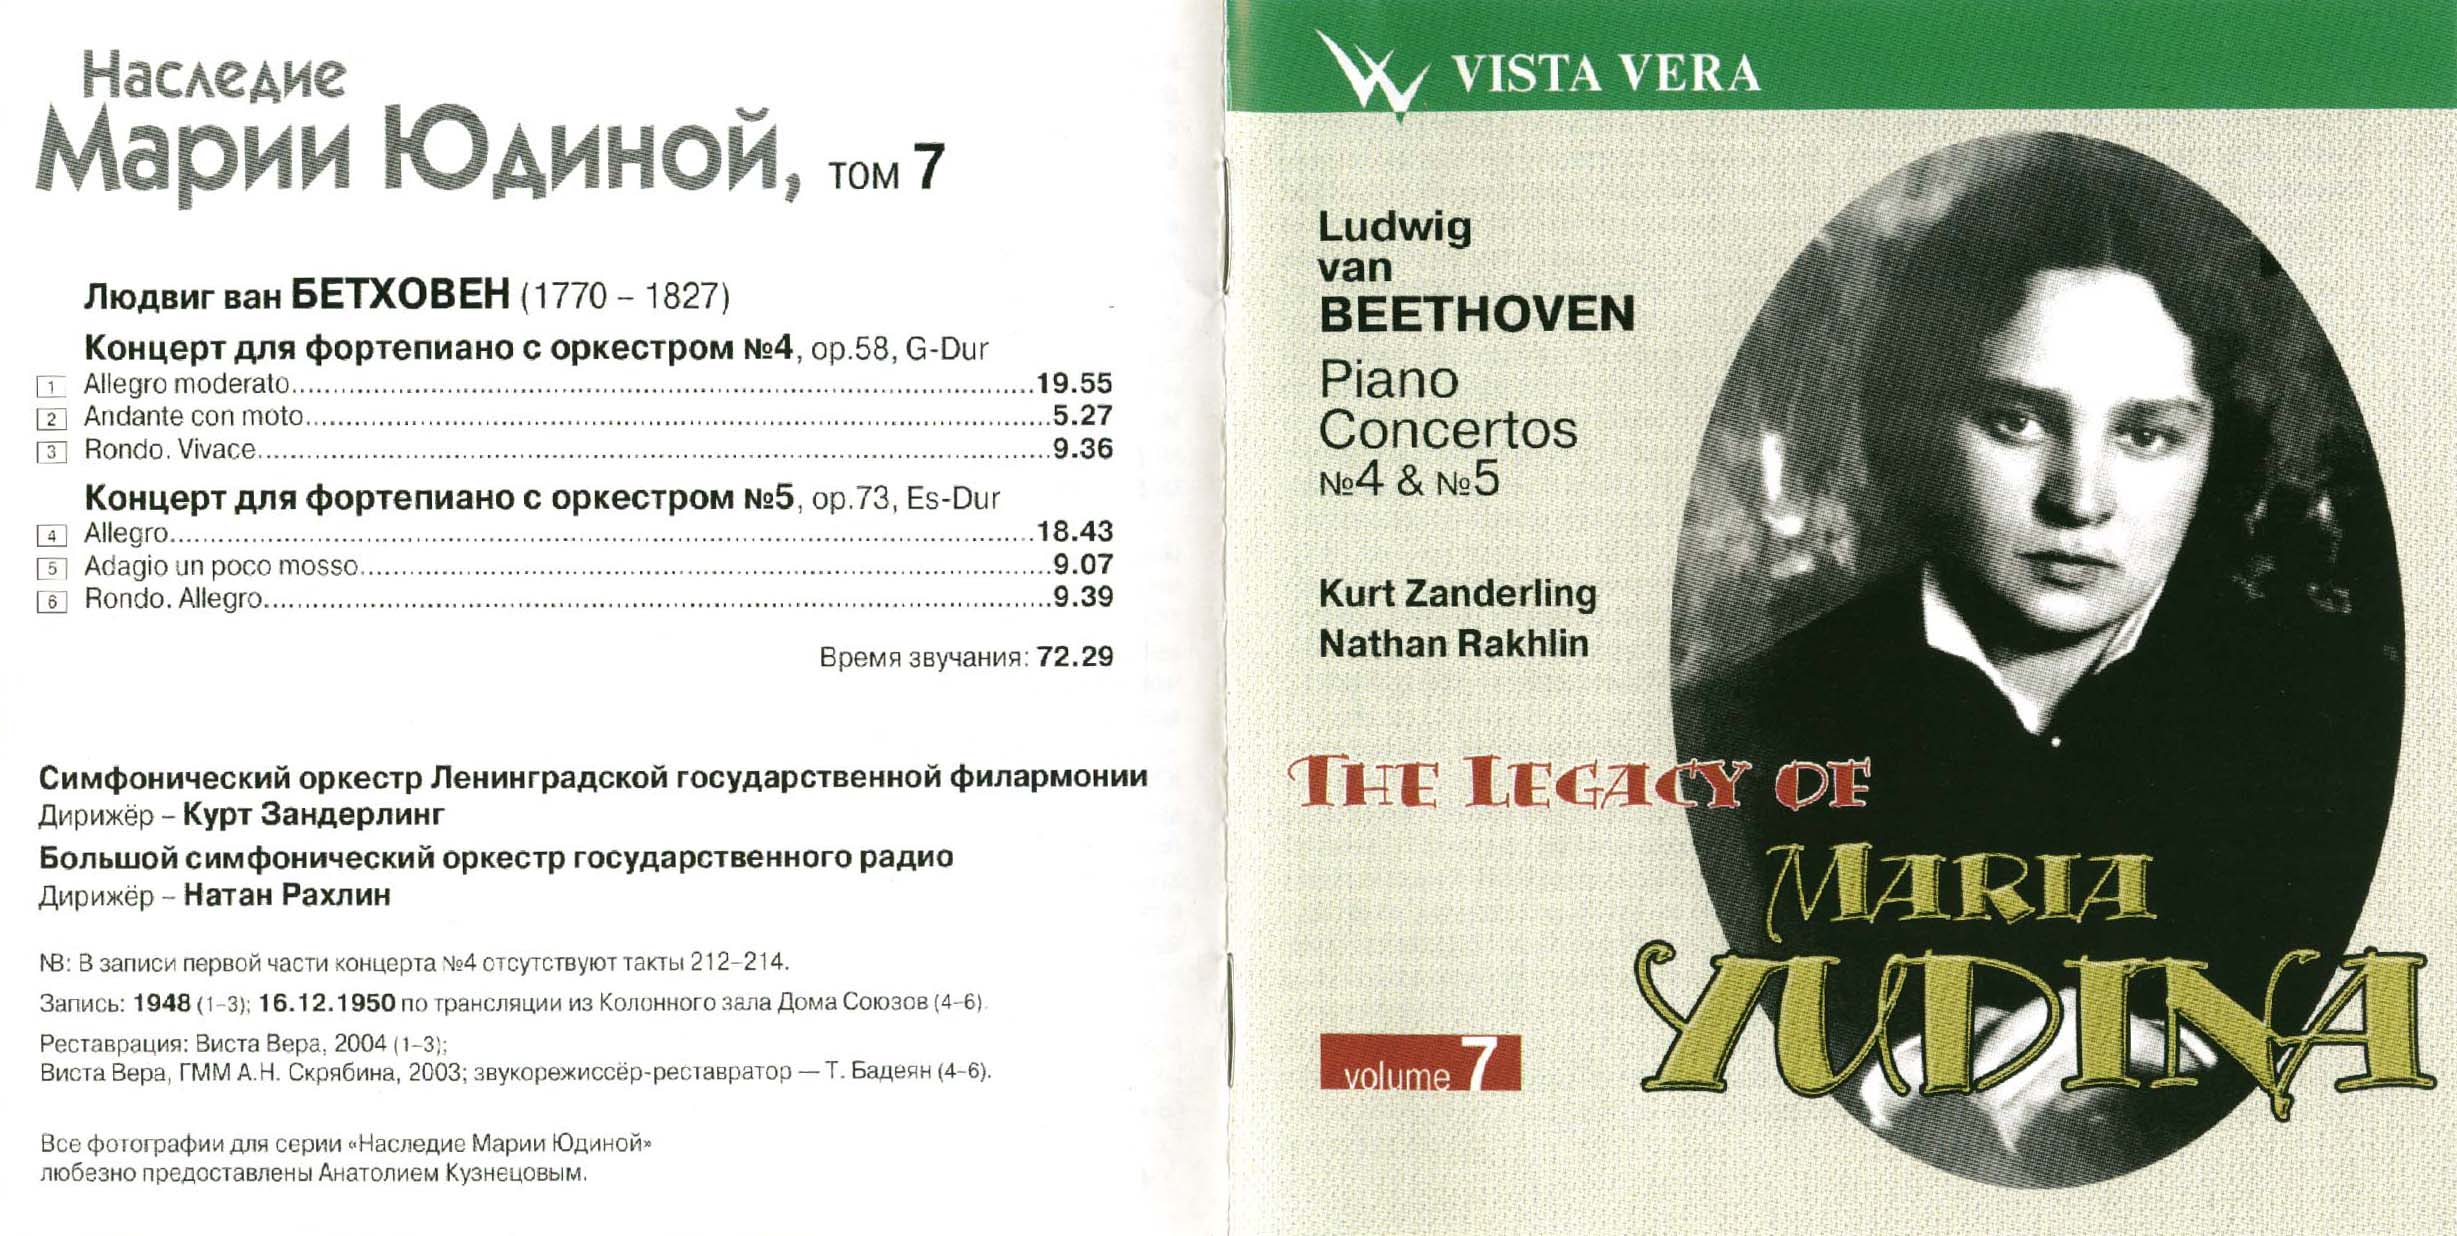 Наследие
Марии Юдиной, том 7
Людвиг ван БЕТХОВЕН (1770 – 1827)
Концерт для фортепиано с оркестром №4, op.58, G-Dur
1 Allegro moderato 19.55
2 Andante con moto 5.27
3 Rondo. Vivace 9.36
Концерт для фортепиано с оркестром №5, op.73, Es-Dur
4 Allegro 18.43
5 Adagio un poco mosso 9.07
6 Rondo. Allegro 9.39
Время звучания: 72.29
Симфонический оркестр Ленинградской государственной филармонии
Дирижёр – Курт Зандерлинг
Большой симфонический оркестр государственного радио
Дирижёр – Натан Рахлин
NB: В записи первой части концерта №4 отсутствуют такты 212–214.
Запись: 1948 (1–3); 16.12.1950 по трансляции из Колонного зала Дома Союзов (4–6).
Реставрация: Виста Вера, 2004 (1–3);
Виста Вера, ГММ А.Н. Скрябина, 2003; звукорежиссёр-реставратор — Т. Бадеян (4–6).
Все фотографии для серии «Наследие Марии Юдиной»
любезно предоставлены Анатолием Кузнецовым.
VISTA VERA
Ludwig
van
BEETHOVEN
Piano
Concertos
№4 & №5
Kurt Zanderling
Nathan Rakhlin
THE LEGACY OF
MARIA
YUDINA
volume 7